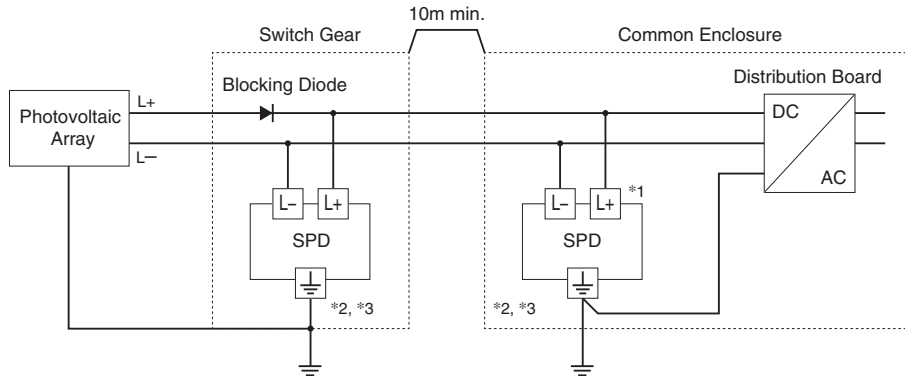 10m min.
Switch Gear
Common Enclosure
Blocking Diode
Distribution Board
Photovoltaic
Array
L+
L−
DC
AC
L−
L+
SPD
*2, *3
L−
L+
*1
SPD
*2, *3